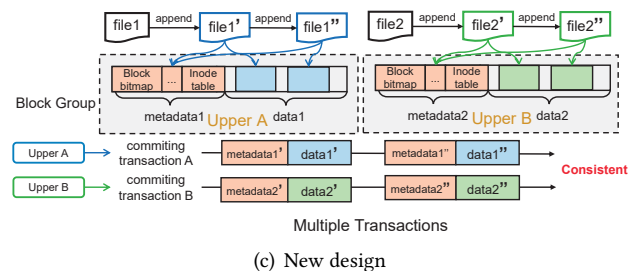 file1 append file1' append file1" file2 append file2' append file2"
Block bitmap ... Inode table Block bitmap ... Inode table
Block Group
metadata1 data1 metadata2 data2
Upper A Upper B
Upper A commiting transaction A metadata1' data1' metadata1" data1"
Consistent
Upper B commiting transaction B metadata2' data2' metadata2" data2"
Multiple Transactions
(c) New design